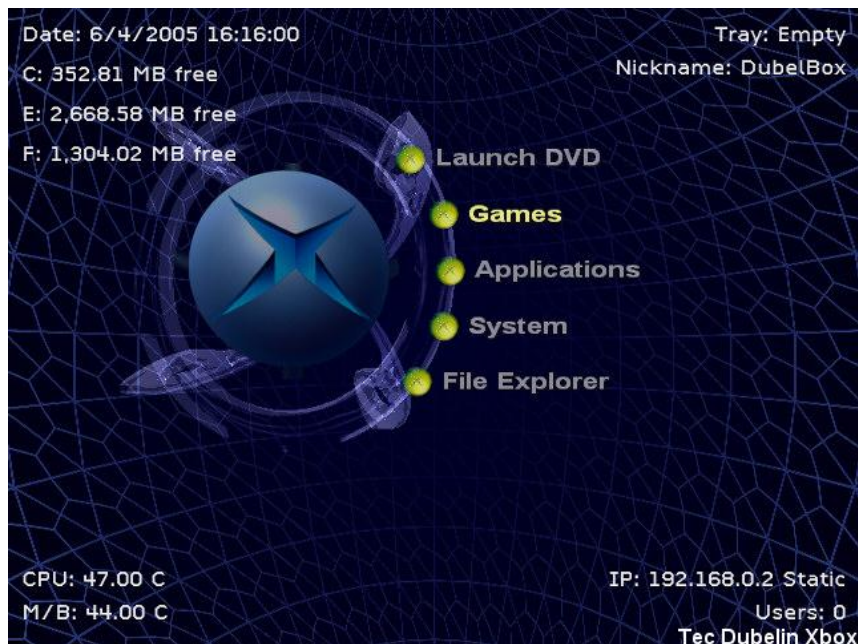 Date: 6/4/2005 16:16:00
Tray: Empty
C: 352.81 MB free
Nickname: DubelBox
E: 2,668.58 MB free
F: 1,304.02 MB free
Launch DVD
Games
Applications
System
File Explorer
CPU: 47.00 C
IP: 192.168.0.2 Static
M/B: 44.00 C
Users: 0
Tec Dubelin Xbox